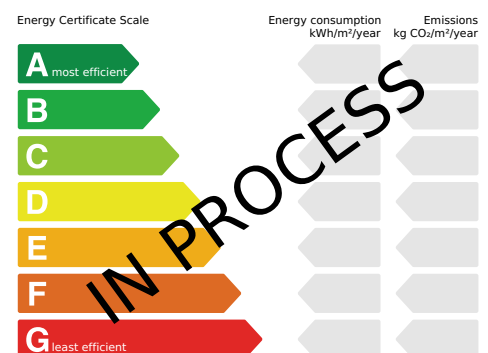 Energy Certificate Scale
Energy consumption
kWh/m²/year
Emissions
kg CO₂/m²/year
A most efficient
B
C
D
E
F
G least efficient
IN PROCESS